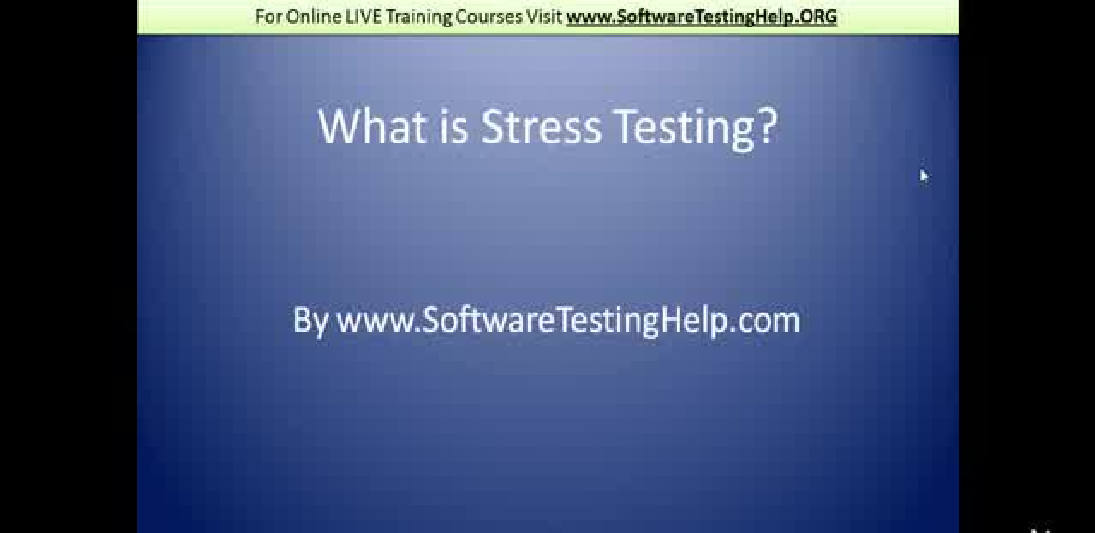 For Online LIVE Training Courses Visit www.SoftwareTestingHelp.ORG
What is Stress Testing?
By www.SoftwareTestingHelp.com